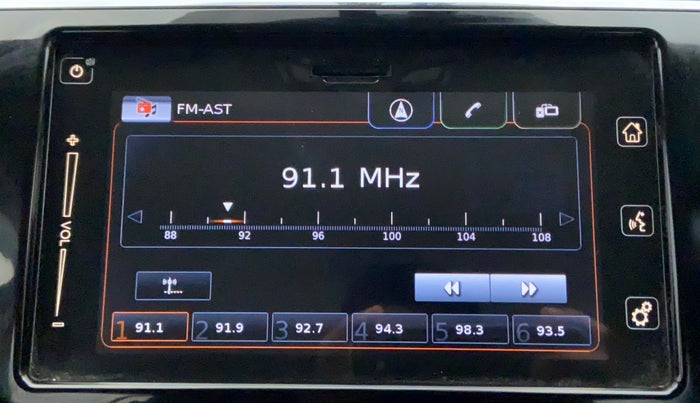 FM-AST
91.1 MHz
88 92 96 100 104 108
1 91.1 2 91.9 3 92.7 4 94.3 5 98.3 6 93.5
+
VOL
-